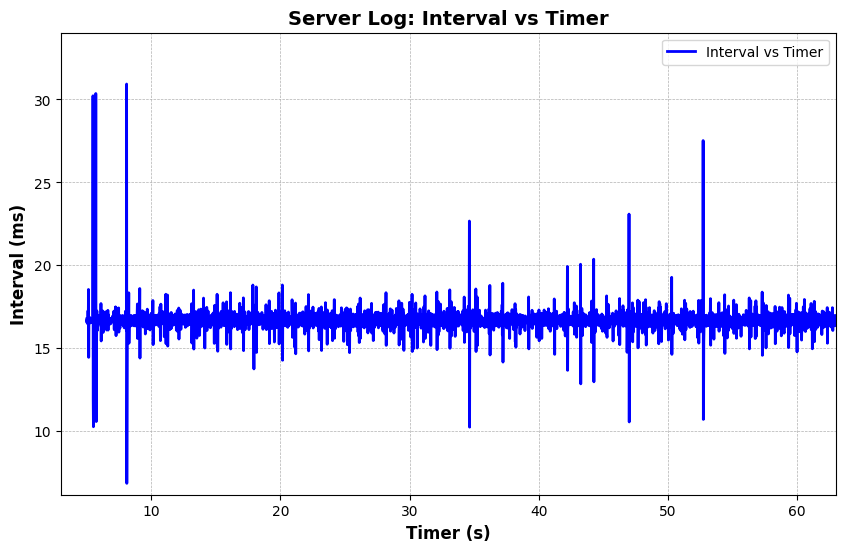 Server Log: Interval vs Timer
Interval vs Timer
Interval (ms)
30
25
20
15
10
10 20 30 40 50 60
Timer (s)